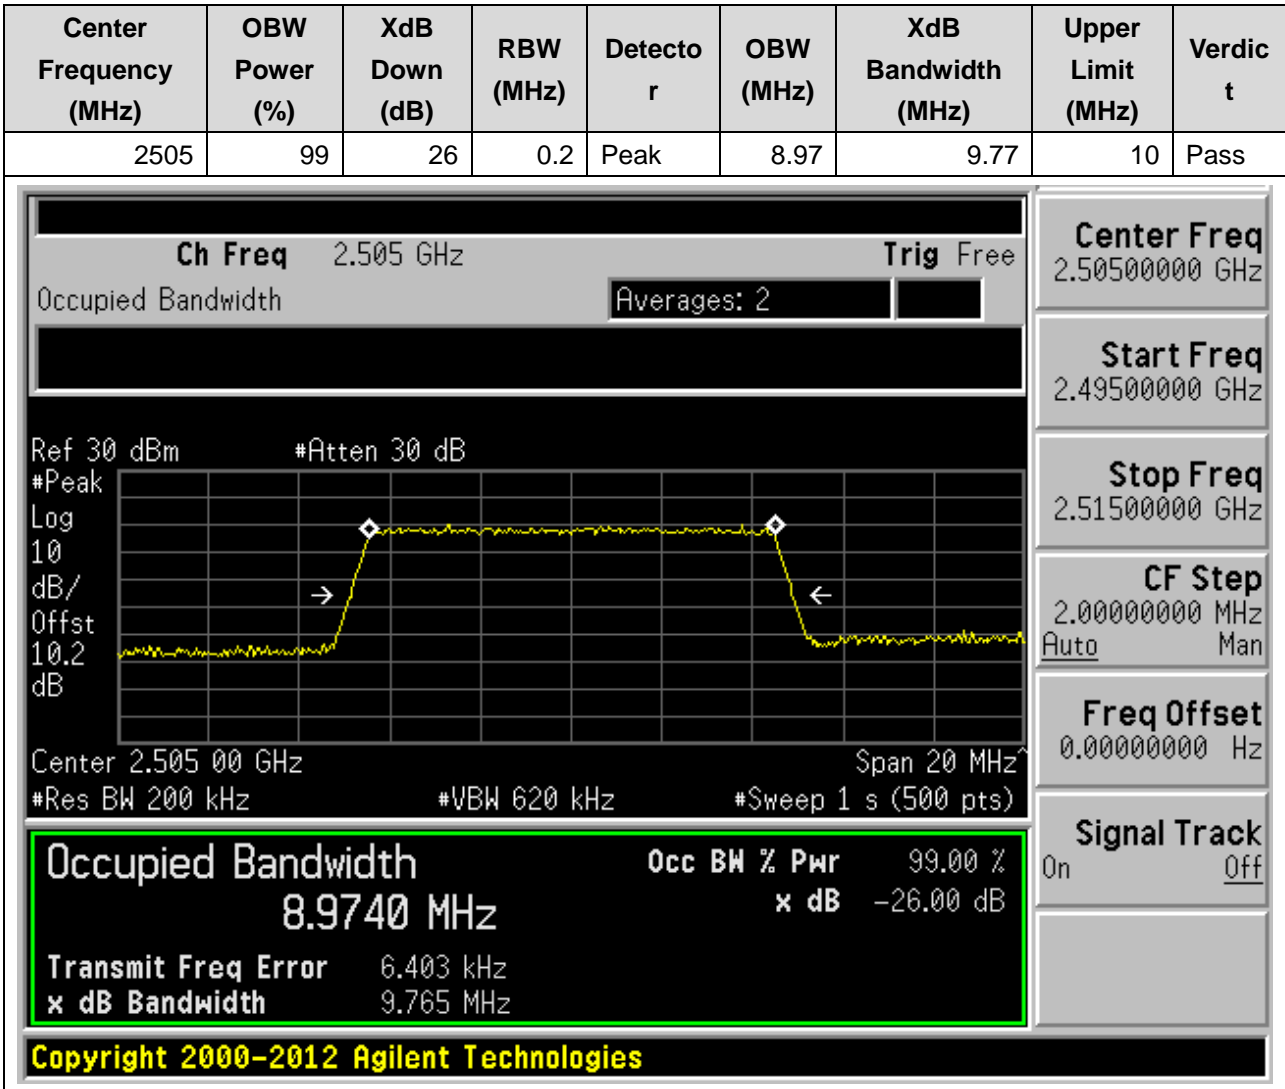 Center Frequency (MHz) OBW Power (%) XdB Down (dB) RBW (MHz) Detector OBW (MHz) XdB Bandwidth (MHz) Upper Limit (MHz) Verdict
2505 99 26 0.2 Peak 8.97 9.77 10 Pass
Ch Freq 2.505 GHz Trig Free
Occupied Bandwidth Averages: 2
Ref 30 dBm #Atten 30 dB
#Peak
Log
10
dB/
Offst
10.2
dB
Center 2.505 00 GHz Span 20 MHz^
#Res BW 200 kHz #VBW 620 kHz #Sweep 1 s (500 pts)
Occupied Bandwidth Occ BW % Pwr 99.00 %
8.9740 MHz x dB -26.00 dB
Transmit Freq Error 6.403 kHz
x dB Bandwidth 9.765 MHz
Copyright 2000-2012 Agilent Technologies
Center Freq
2.50500000 GHz
Start Freq
2.49500000 GHz
Stop Freq
2.51500000 GHz
CF Step
2.00000000 MHz
Auto Man
Freq Offset
0.00000000 Hz
Signal Track
On Off